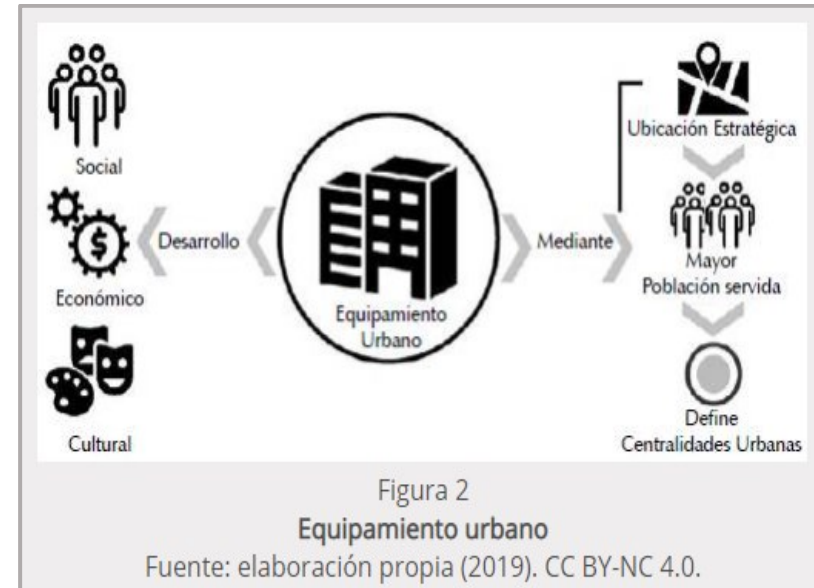 Social
Económico
Cultural
Desarrollo
Equipamiento
Urbano
Mediante
Ubicación Estratégica
Mayor
Población servida
Define
Centralidades Urbanas
Figura 2
Equipamiento urbano
Fuente: elaboración propia (2019). CC BY-NC 4.0.